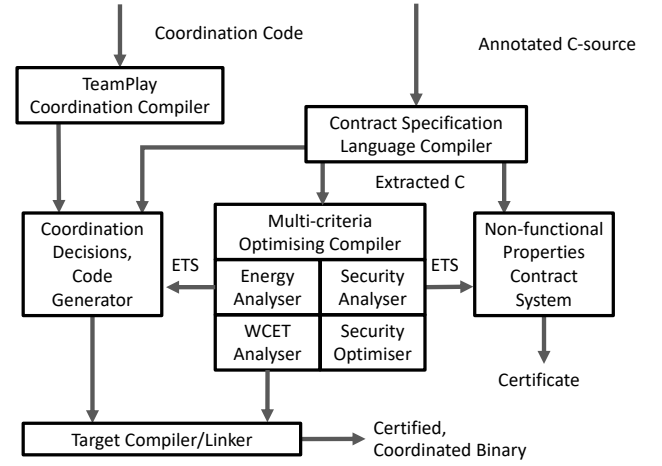 Coordination Code
Annotated C-source
TeamPlay
Coordination Compiler
Contract Specification
Language Compiler
Extracted C
Coordination
Decisions,
Code
Generator
ETS
Multi-criteria
Optimising Compiler
Energy
Analyser
Security
Analyser
WCET
Analyser
Security
Optimiser
ETS
Non-functional
Properties
Contract
System
Certificate
Target Compiler/Linker
Certified,
Coordinated Binary